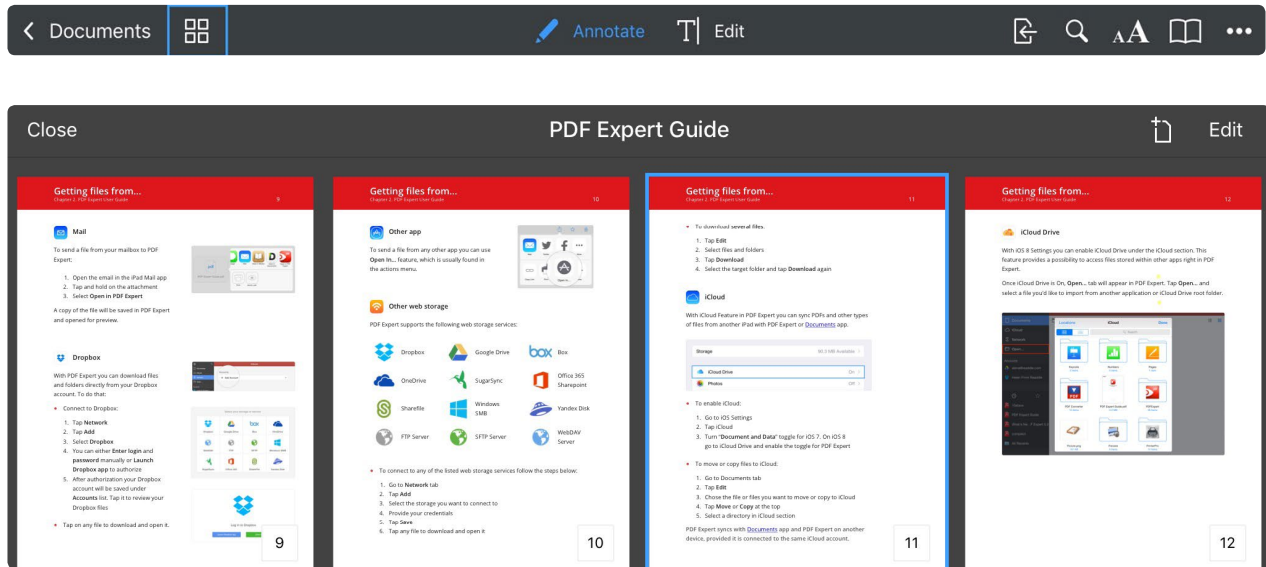 Documents
Annotate
Edit
AA
Close
PDF Expert Guide
Edit
Getting files from...
Chapter 2. PDF Expert User Guide
9
Mail
To send a file from your mailbox to PDF
Expert:
1. Open the email in the iPad Mail app
2. Tap and hold on the attachment
3. Select Open in PDF Expert
A copy of the file will be saved in PDF Expert
and opened for preview.
Dropbox
With PDF Expert you can download files
and folders directly from your Dropbox
account. To do that:
• Connect to Dropbox:
1. Tap Network
2. Tap Add
3. Select Dropbox
4. You can either Enter login and
password manually or Launch
Dropbox app to authorize
5. After authorization your Dropbox
account will be saved under
Accounts list. Tap it to review your
Dropbox files
• Tap on any file to download and open it.
9
Getting files from...
Chapter 2. PDF Expert User Guide
10
Other app
To send a file from any other app you can use
Open In... feature, which is usually found in
the actions menu.
Other web storage
PDF Expert supports the following web storage services:
Dropbox
Google Drive
box
Box
OneDrive
SugarSync
Office 365
Sharepoint
Sharefile
Windows
SMB
Yandex Disk
FTP Server
SFTP Server
WebDAV
Server
• To connect to any of the listed web storage services follow the steps below:
1. Go to Network tab
2. Tap Add
3. Select the storage you want to connect to
4. Provide your credentials
5. Tap Save
6. Tap any file to download and open it
10
Getting files from...
Chapter 2. PDF Expert User Guide
11
• To download several files.
1. Tap Edit
2. Select files and folders
3. Tap Download
4. Select the target folder and tap Download again
iCloud
With iCloud Feature in PDF Expert you can sync PDFs and other types
of files from another iPad with PDF Expert or Documents app.
Storage
90.3 MB Available
iCloud Drive
On
Photos
Off
• To enable iCloud:
1. Go to iOS Settings
2. Tap iCloud
3. Turn "Document and Data" toggle for iOS 7. On iOS 8
go to iCloud Drive and enable the toggle for PDF Expert
• To move or copy files to iCloud:
1. Go to Documents tab
2. Tap Edit
3. Chose the file or files you want to move or copy to iCloud
4. Tap Move or Copy at the top
5. Select a directory in iCloud section
PDF Expert syncs with Documents app and PDF Expert on another
device, provided it is connected to the same iCloud account.
11
Getting files from...
Chapter 2. PDF Expert User Guide
12
iCloud Drive
With iOS 8 Settings you can enable iCloud Drive under the iCloud section. This
feature provides a possibility to access files stored within other apps right in PDF
Expert.
Once iCloud Drive is On, Open... tab will appear in PDF Expert. Tap Open... and
select a file you'd like to import from another application or iCloud Drive root folder.
Locations
iCloud
Done
12